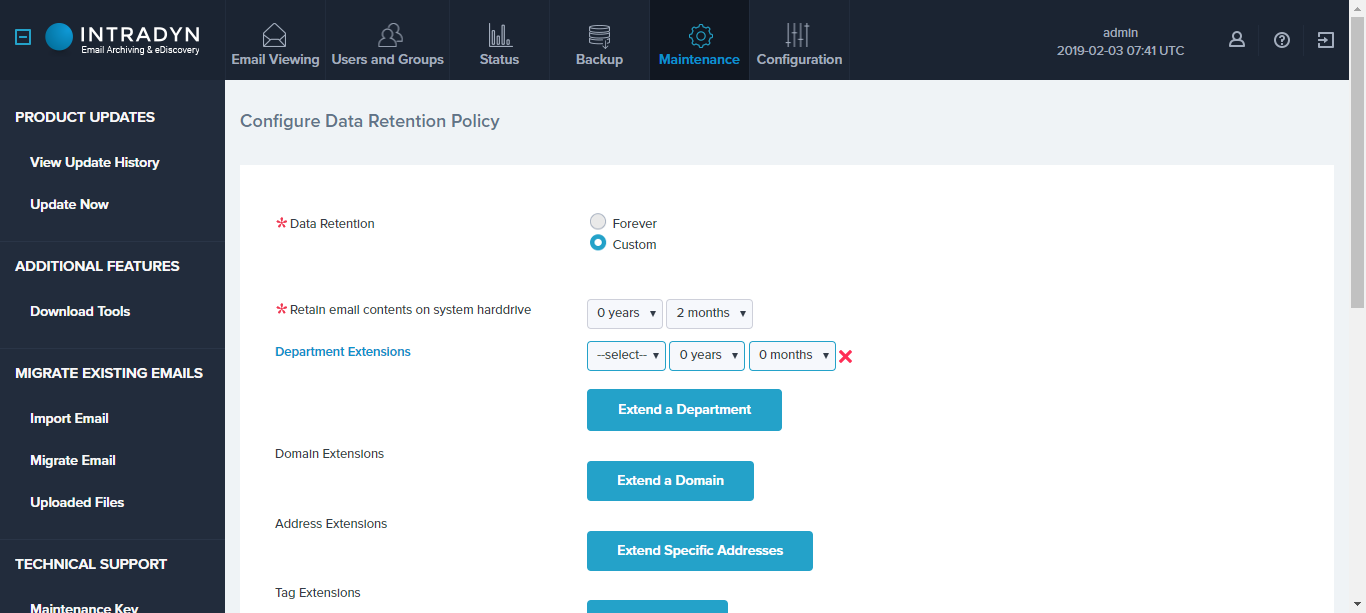 INTRADYN
Email Archiving & eDiscovery
Email Viewing
Users and Groups
Status
Backup
Maintenance
Configuration
admin
2019-02-03 07:41 UTC
PRODUCT UPDATES
View Update History
Update Now
ADDITIONAL FEATURES
Download Tools
MIGRATE EXISTING EMAILS
Import Email
Migrate Email
Uploaded Files
TECHNICAL SUPPORT
Maintenance Key
Configure Data Retention Policy
* Data Retention
Forever
Custom
* Retain email contents on system harddrive
0 years 2 months
Department Extensions
--select-- 0 years 0 months
Extend a Department
Domain Extensions
Extend a Domain
Address Extensions
Extend Specific Addresses
Tag Extensions